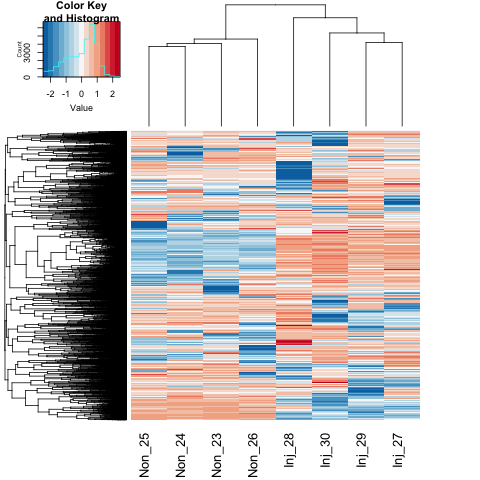 Color Key
and Histogram
Count
0 3000
-2 -1 0 1 2
Value
Non_25
Non_24
Non_23
Non_26
Inj_28
Inj_30
Inj_29
Inj_27